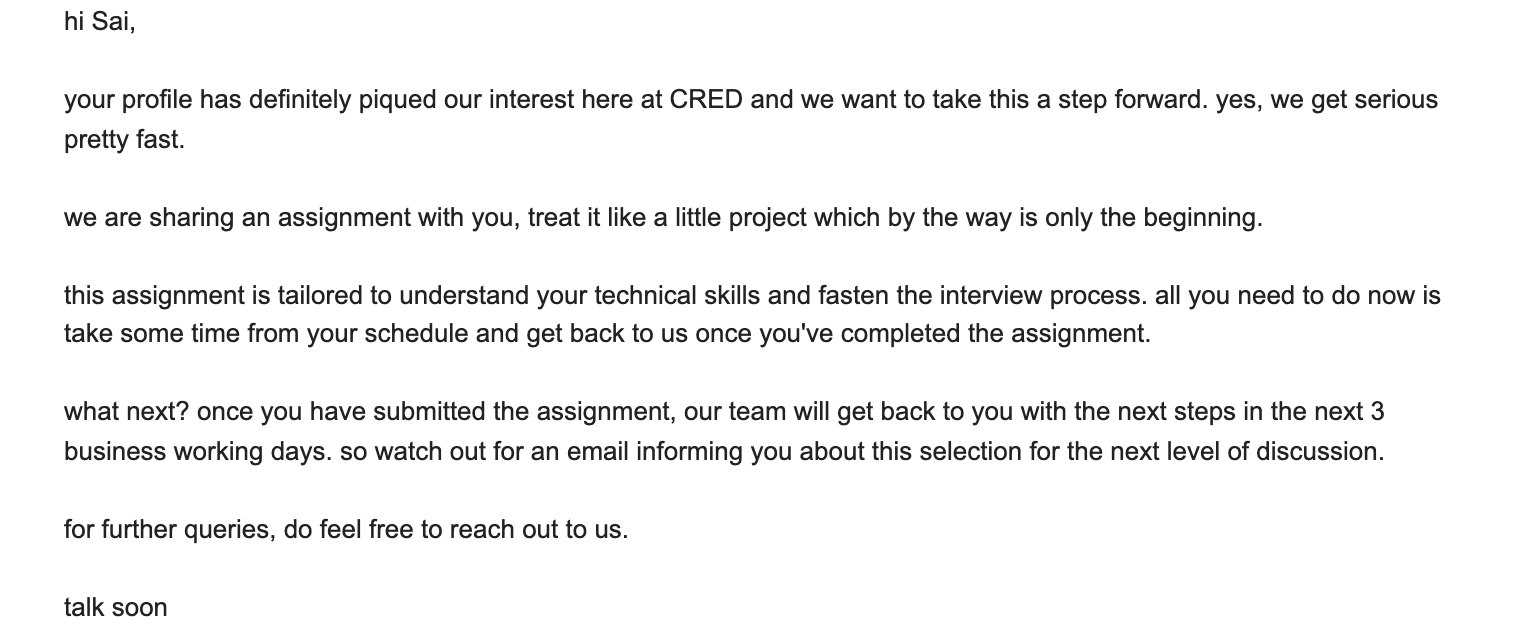 hi Sai,
your profile has definitely piqued our interest here at CRED and we want to take this a step forward. yes, we get serious
pretty fast.
we are sharing an assignment with you, treat it like a little project which by the way is only the beginning.
this assignment is tailored to understand your technical skills and fasten the interview process. all you need to do now is
take some time from your schedule and get back to us once you've completed the assignment.
what next? once you have submitted the assignment, our team will get back to you with the next steps in the next 3
business working days. so watch out for an email informing you about this selection for the next level of discussion.
for further queries, do feel free to reach out to us.
talk soon